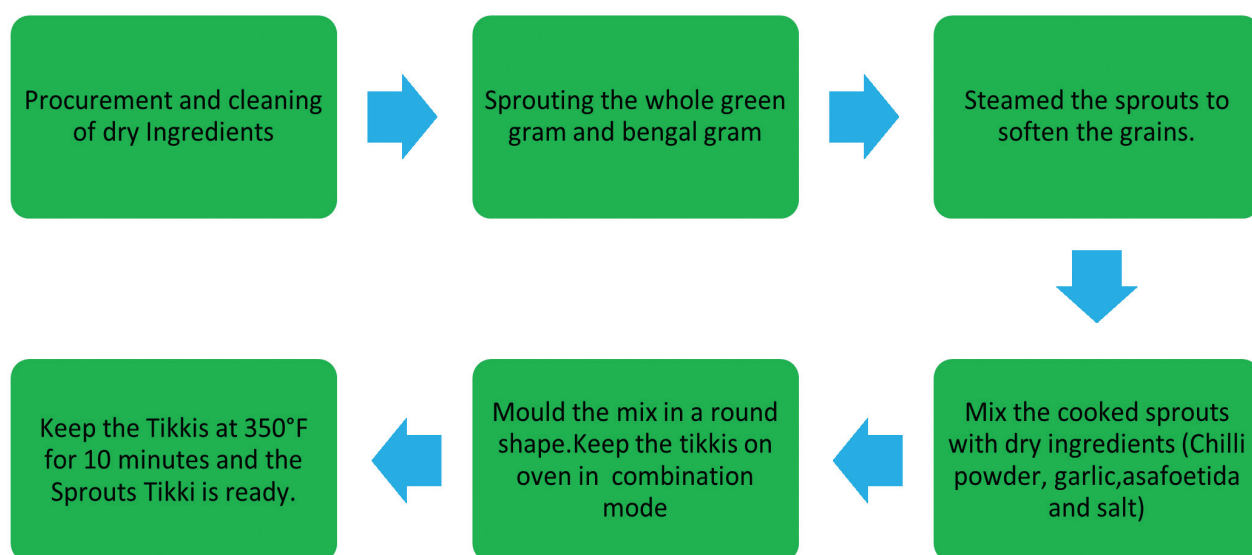 Procurement and cleaning
of dry Ingredients
Sprouting the whole green
gram and bengal gram
Steamed the sprouts to
soften the grains.
Mix the cooked sprouts
with dry ingredients (Chilli
powder, garlic,asafoetida
and salt)
Mould the mix in a round
shape.Keep the tikkis on
oven in combination
mode
Keep the Tikkis at 350°F
for 10 minutes and the
Sprouts Tikki is ready.